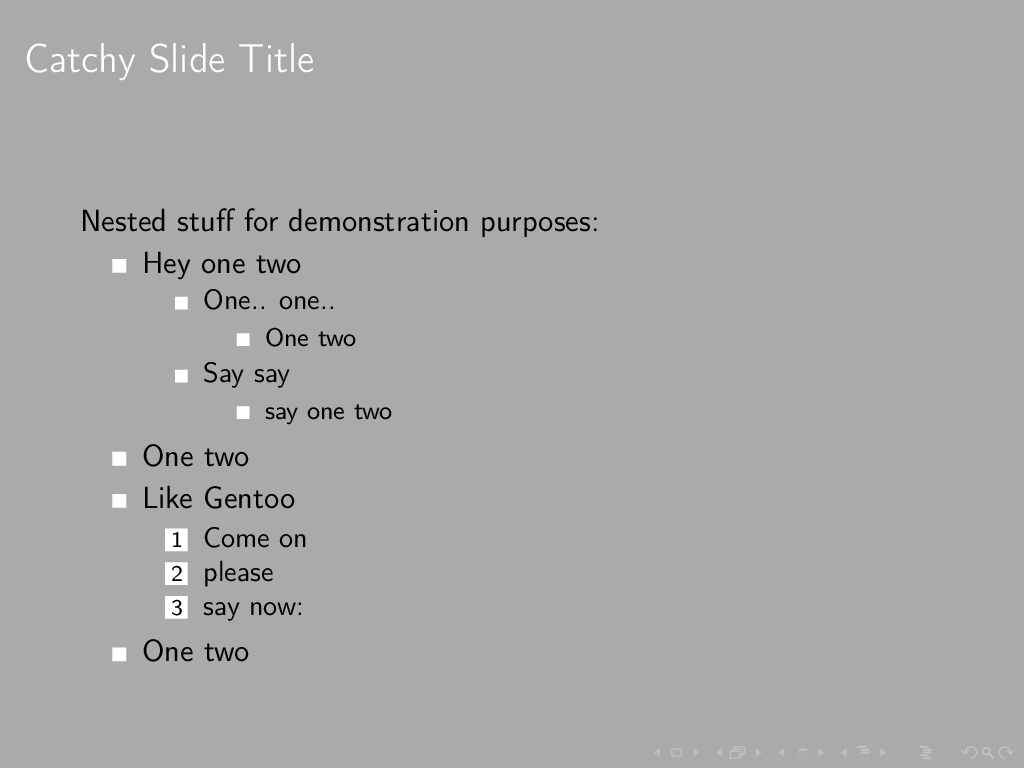 Catchy Slide Title
Nested stuff for demonstration purposes:
Hey one two
One.. one..
One two
Say say
say one two
One two
Like Gentoo
1 Come on
2 please
3 say now:
One two